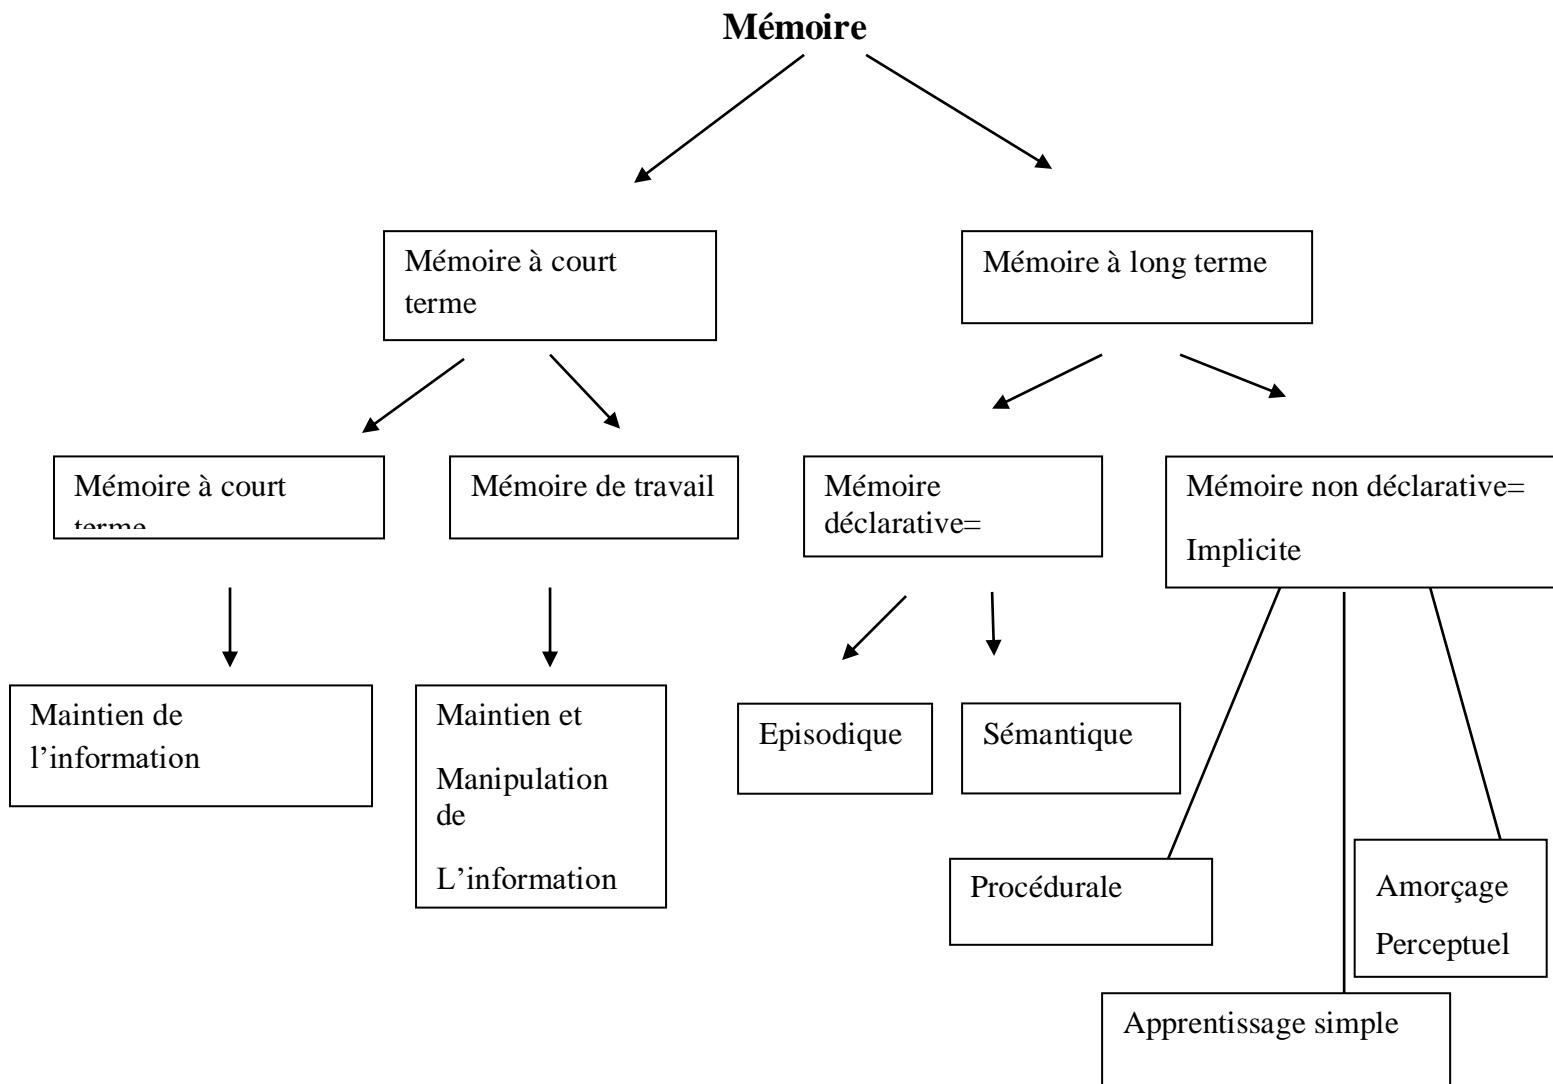 Mémoire
Mémoire à court
terme
Mémoire à long terme
Mémoire à court
terme
Mémoire de travail
Mémoire
déclarative=
Mémoire non déclarative=
Implicite
Maintien de
l’information
Maintien et
Manipulation
de
L’information
Episodique
Sémantique
Procédurale
Amorçage
Perceptuel
Apprentissage simple